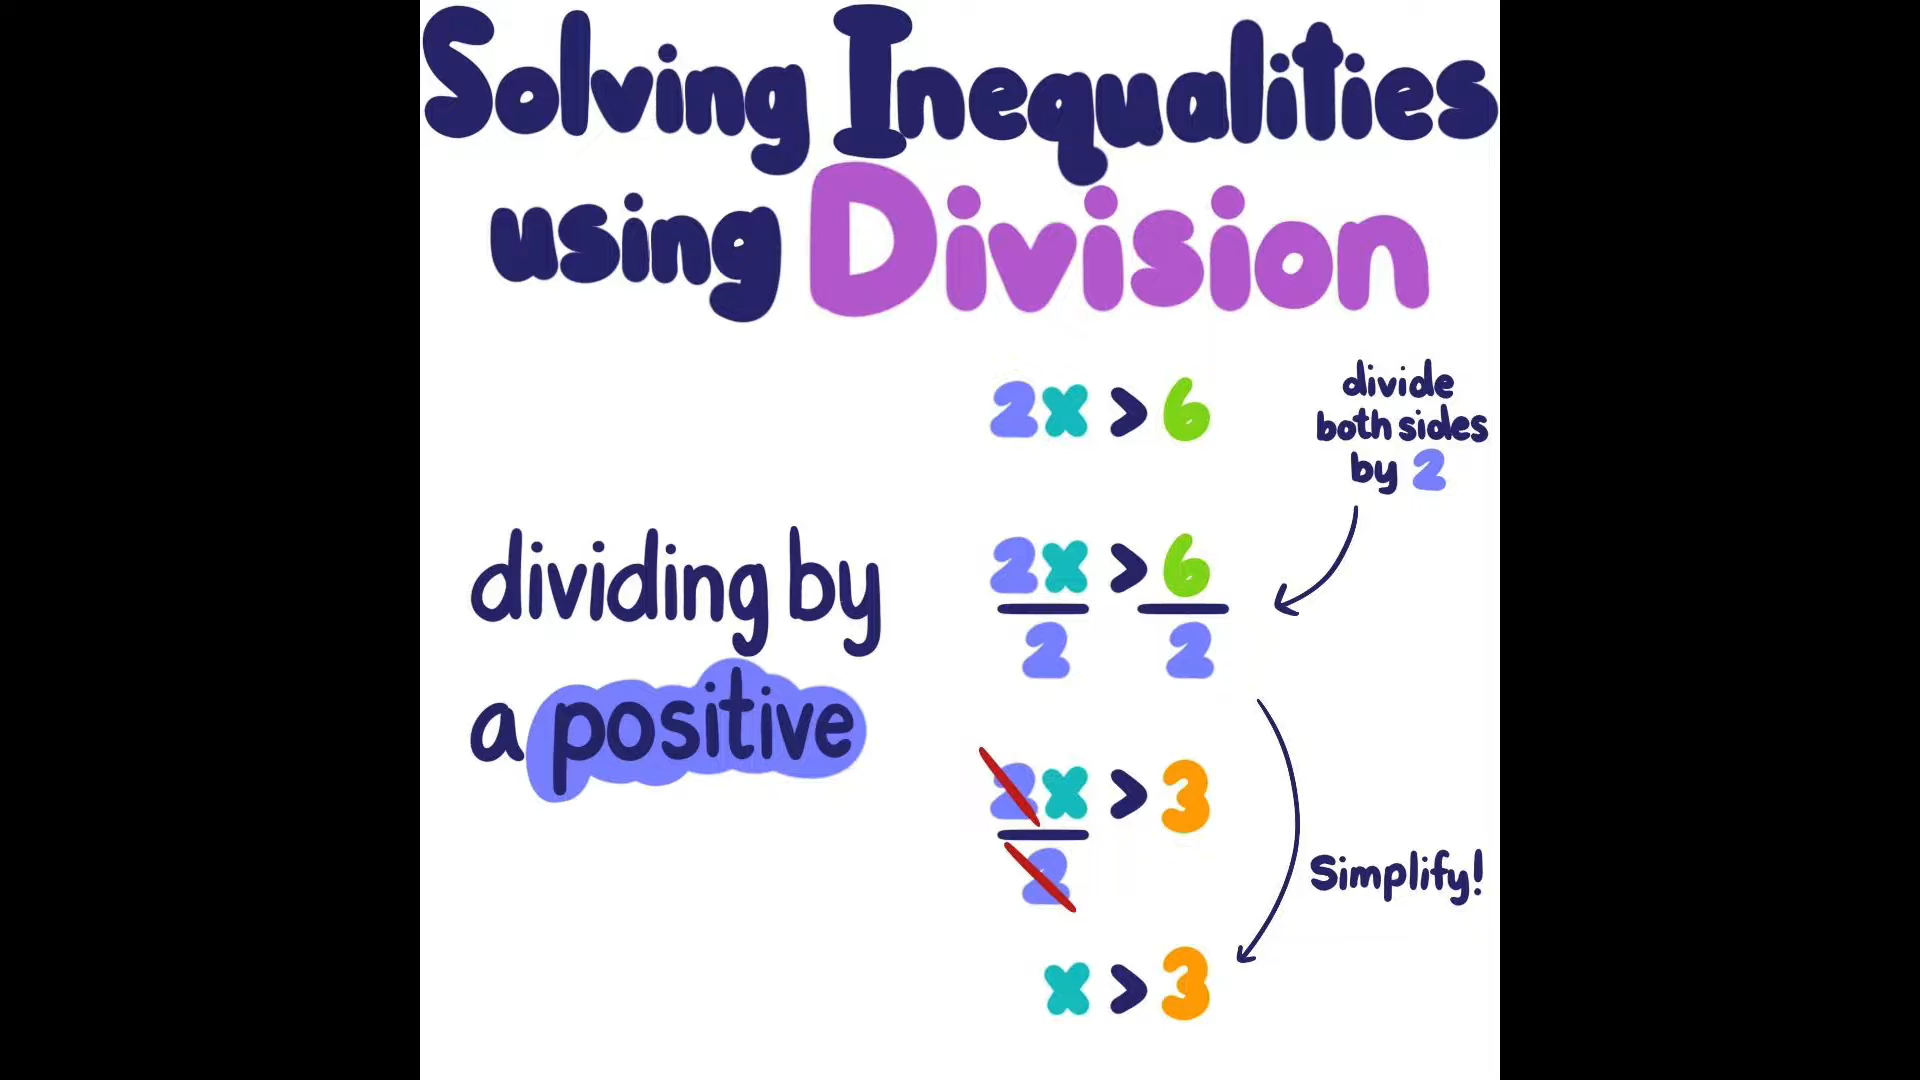 Solving Inequalities
using Division
2x > 6
divide
both sides
by 2
dividing by
a positive
2x > 6
2 2
2x > 3
2
Simplify!
x > 3